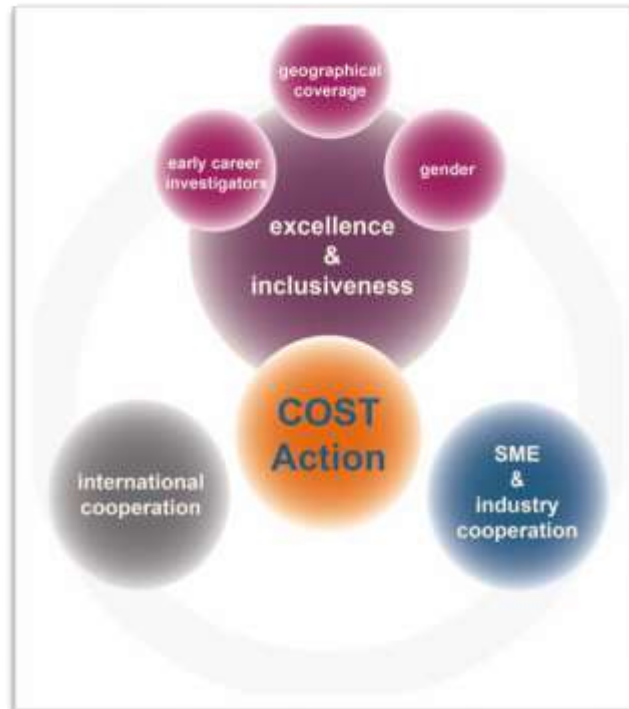 geographical
coverage
early career
investigators
gender
excellence
&
inclusiveness
COST
Action
international
cooperation
SME
&
industry
cooperation